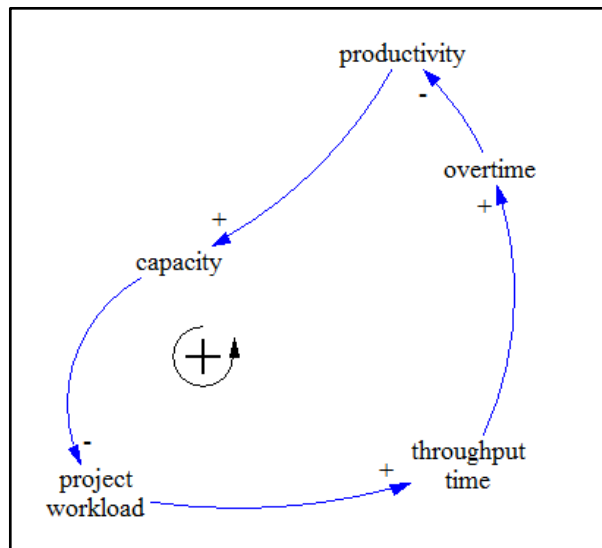 productivity
-
overtime
+
+
capacity
+
-
throughput
time
+
project
workload